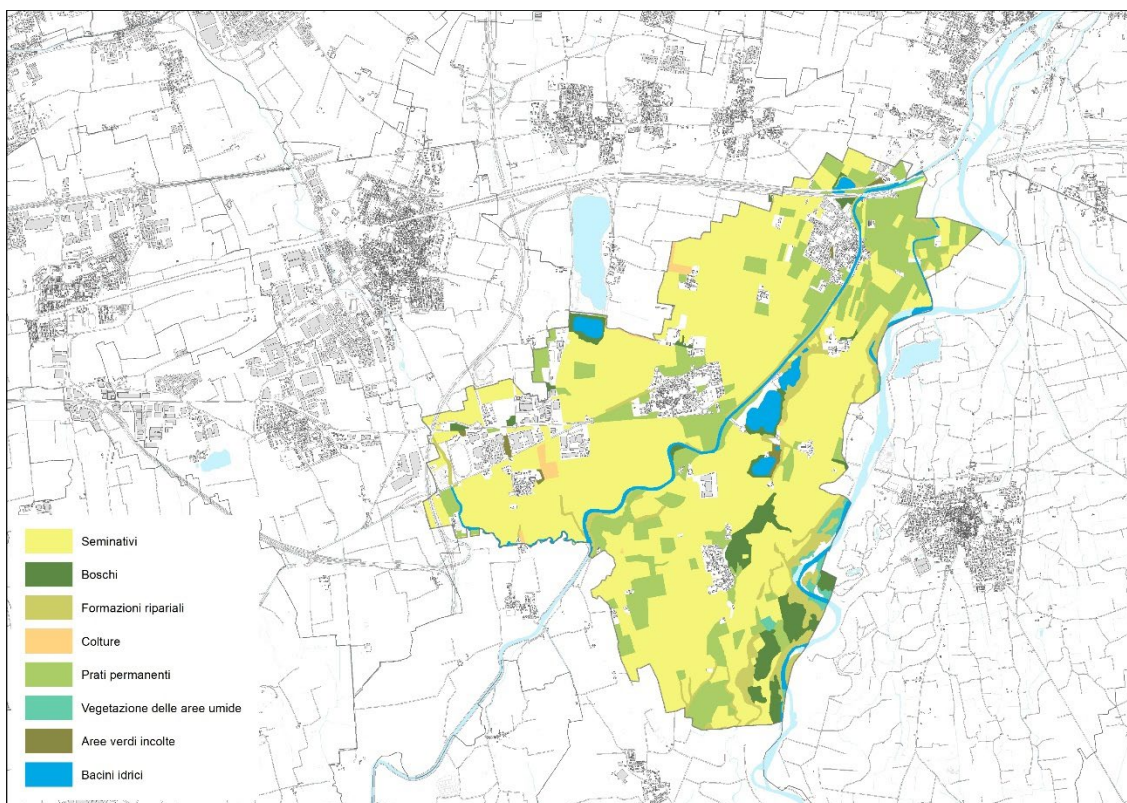 Seminativi
Boschi
Formazioni ripariali
Colture
Prati permanenti
Vegetazione delle aree umide
Aree verdi incolte
Bacini idrici